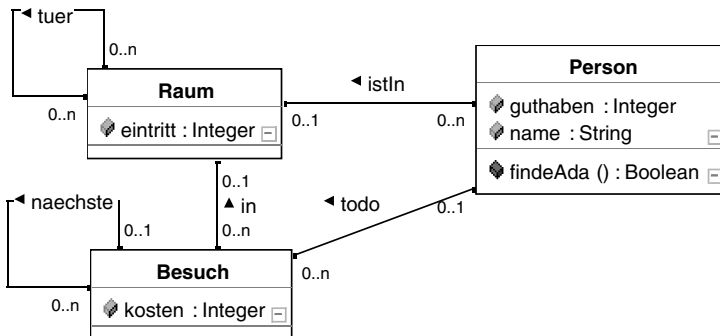 ◄ tuer
0..n
0..n
Raum
eintritt : Integer
◄ istIn
0..1
0..n
Person
guthaben : Integer
name : String
findeAda () : Boolean
0..1
▲ in
0..n
◄ todo
0..1
0..n
◄ naechste
0..1
0..n
Besuch
kosten : Integer